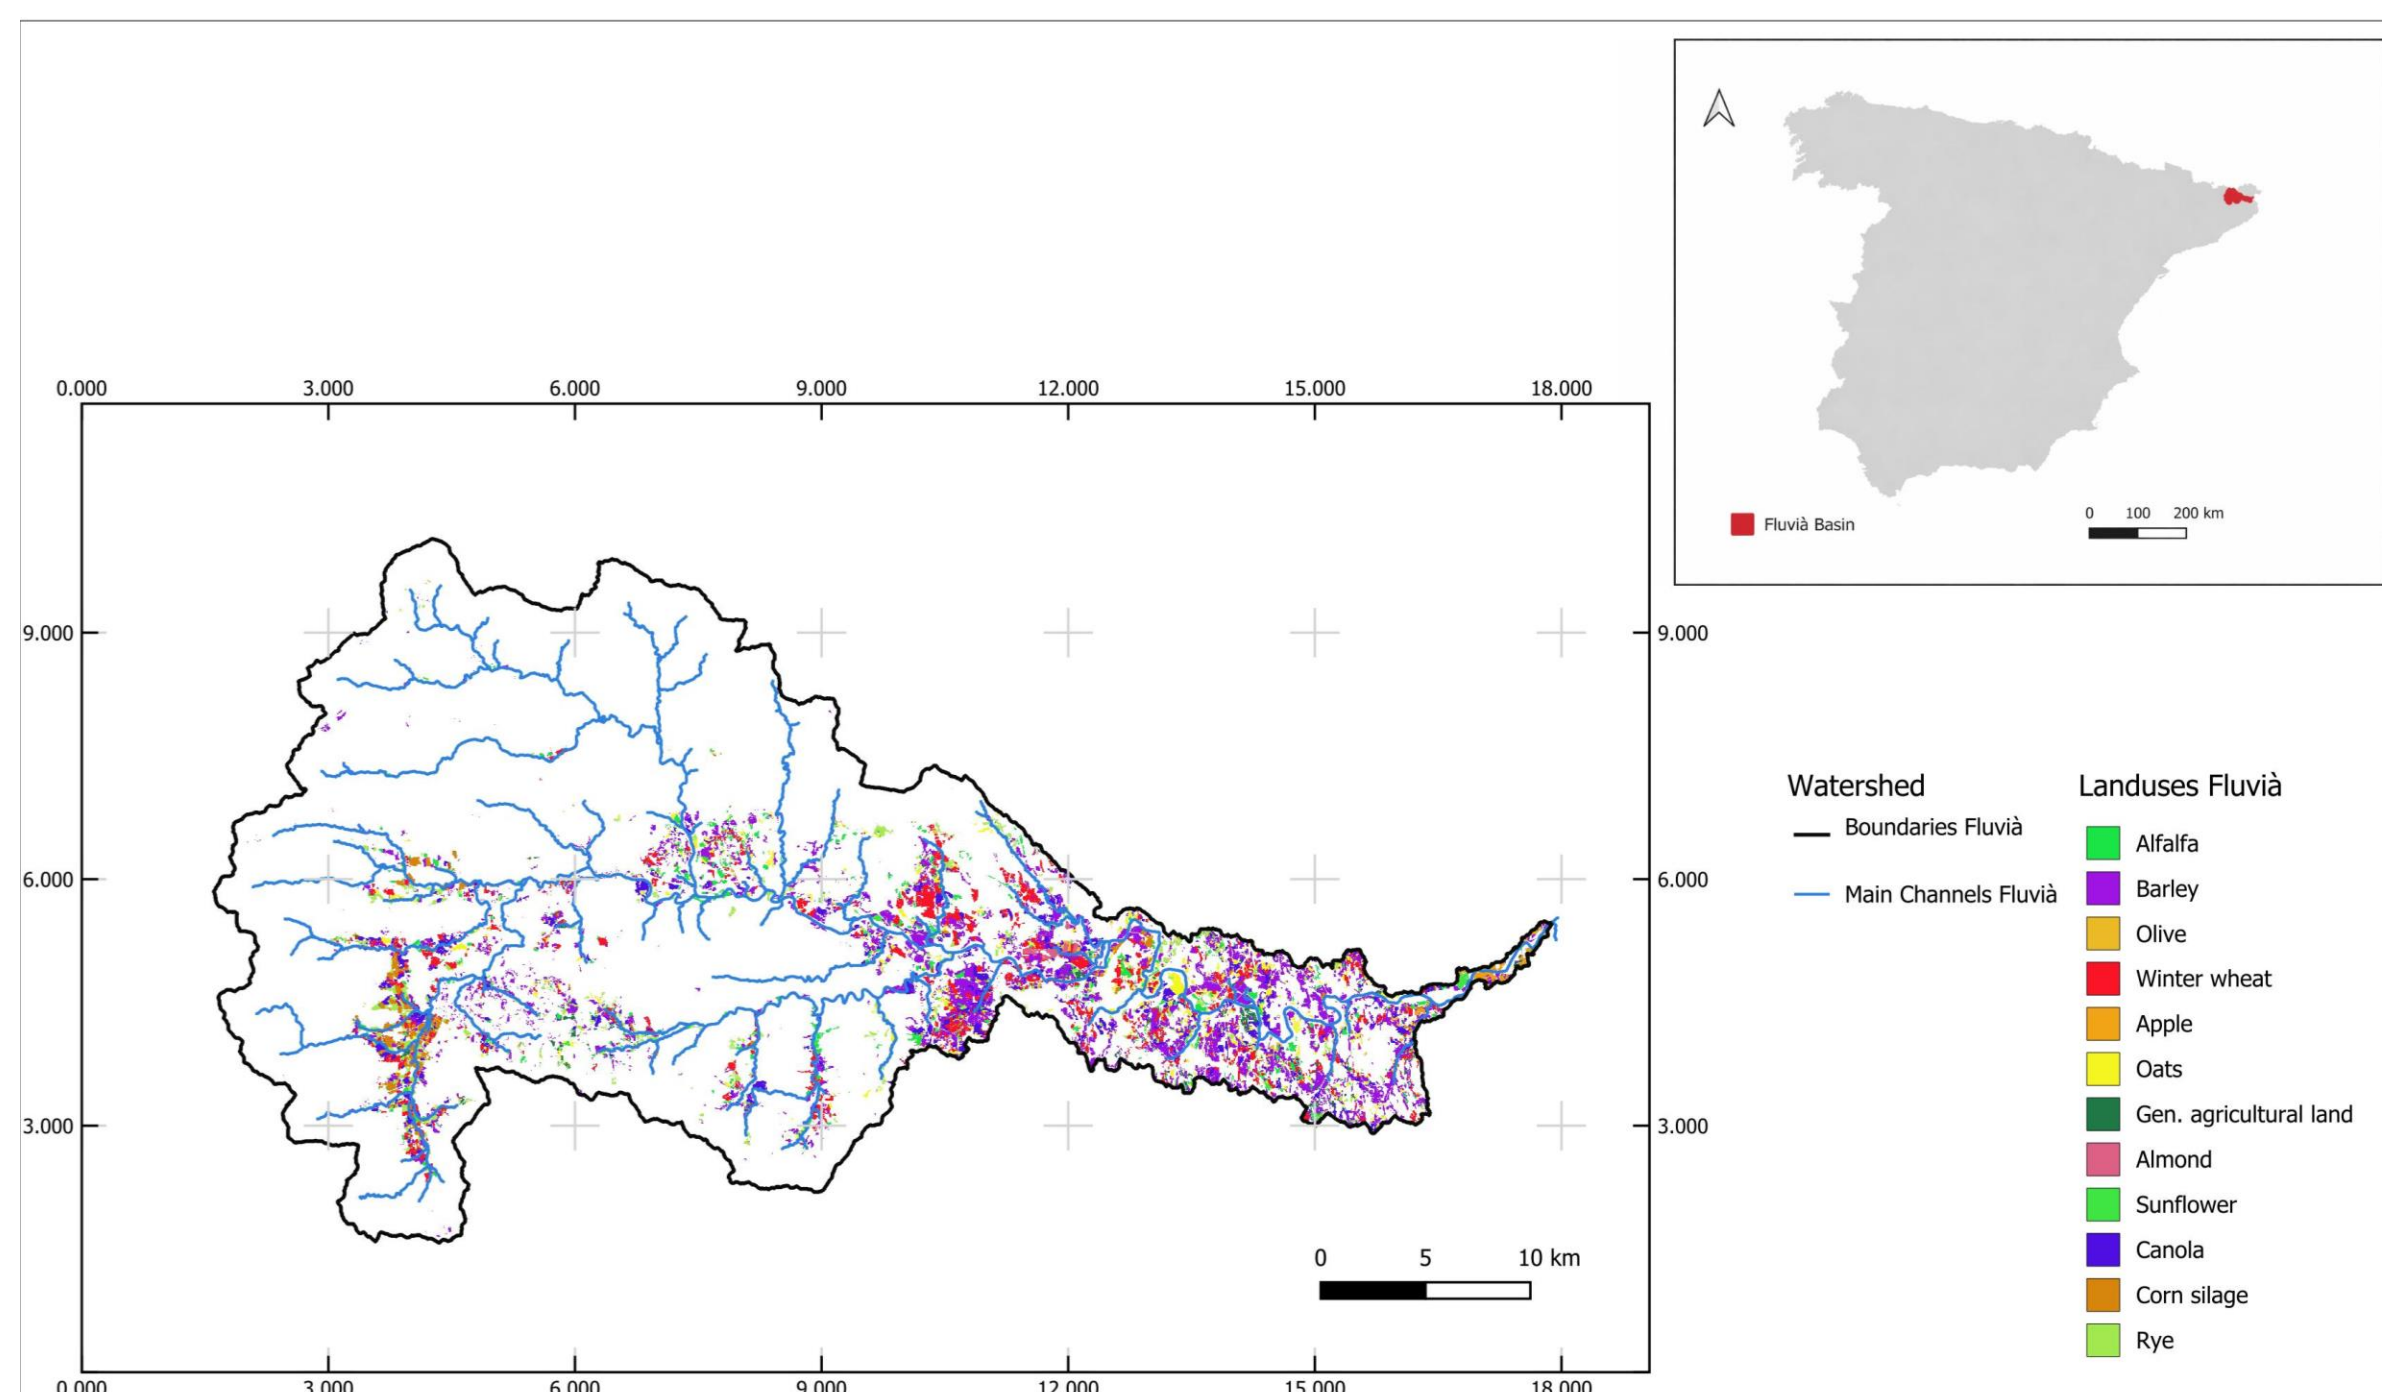 Fluvià Basin
0 100 200 km
0.000 3.000 6.000 9.000 12.000 15.000 18.000
9.000 9.000
6.000 6.000
3.000 3.000
0 5 10 km
0.000 3.000 6.000 9.000 12.000 15.000 18.000
Watershed
Boundaries Fluvià
Main Channels Fluvià
Landuses Fluvià
Alfalfa
Barley
Olive
Winter wheat
Apple
Oats
Gen. agricultural land
Almond
Sunflower
Canola
Corn silage
Rye